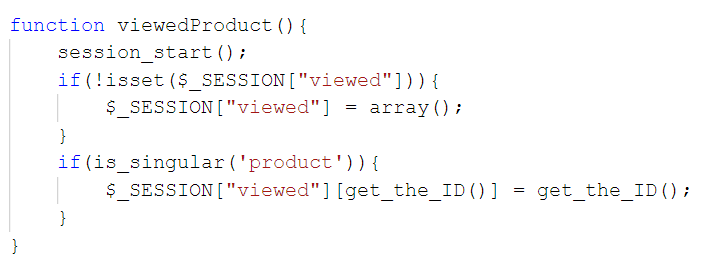 function viewedProduct(){
    session_start();
    if(!isset($_SESSION["viewed"])){
        $_SESSION["viewed"] = array();
    }
    if(is_singular('product')){
        $_SESSION["viewed"][get_the_ID()] = get_the_ID();
    }
}